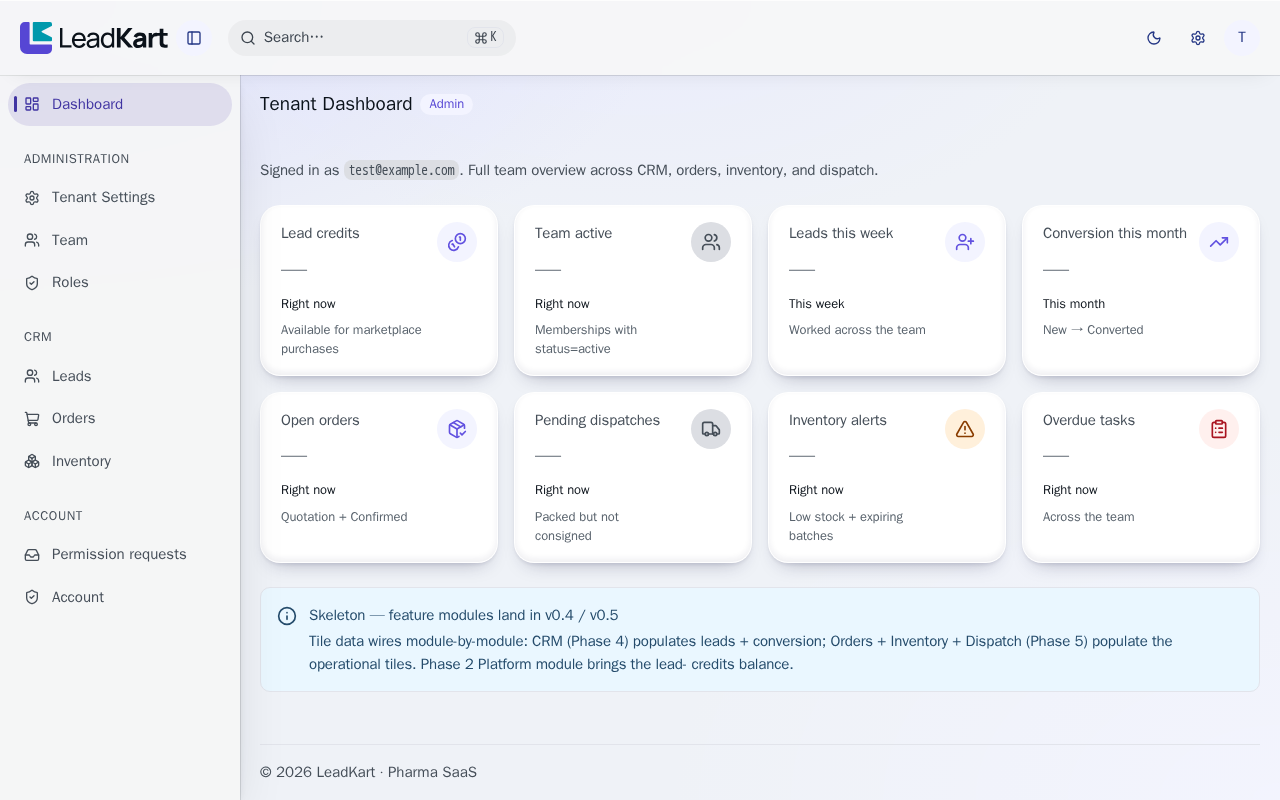 LeadKart
Search…
⌘K
T
Dashboard
ADMINISTRATION
Tenant Settings
Team
Roles
CRM
Leads
Orders
Inventory
ACCOUNT
Permission requests
Account
Tenant Dashboard
Admin
Signed in as test@example.com. Full team overview across CRM, orders, inventory, and dispatch.
Lead credits
—
Right now
Available for marketplace
purchases
Team active
—
Right now
Memberships with
status=active
Leads this week
—
This week
Worked across the team
Conversion this month
—
This month
New → Converted
Open orders
—
Right now
Quotation + Confirmed
Pending dispatches
—
Right now
Packed but not
consigned
Inventory alerts
—
Right now
Low stock + expiring
batches
Overdue tasks
—
Right now
Across the team
Skeleton — feature modules land in v0.4 / v0.5
Tile data wires module-by-module: CRM (Phase 4) populates leads + conversion; Orders + Inventory + Dispatch (Phase 5) populate the
operational tiles. Phase 2 Platform module brings the lead- credits balance.
© 2026 LeadKart · Pharma SaaS